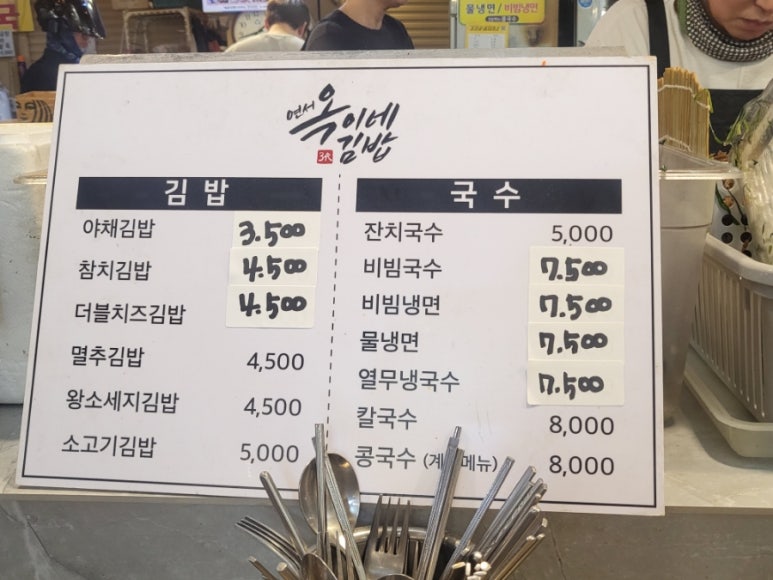 물냉면 / 비빔냉면
연서 옥이네
김밥
김밥
야채김밥 3.500
참치김밥 4.500
더블치즈김밥 4.500
멸추김밥 4,500
왕소세지김밥 4,500
소고기김밥 5,000
국수
잔치국수 5,000
비빔국수 7.500
비빔냉면 7.500
물냉면 7.500
열무냉국수 7.500
칼국수 8,000
콩국수 (계 메뉴) 8,000